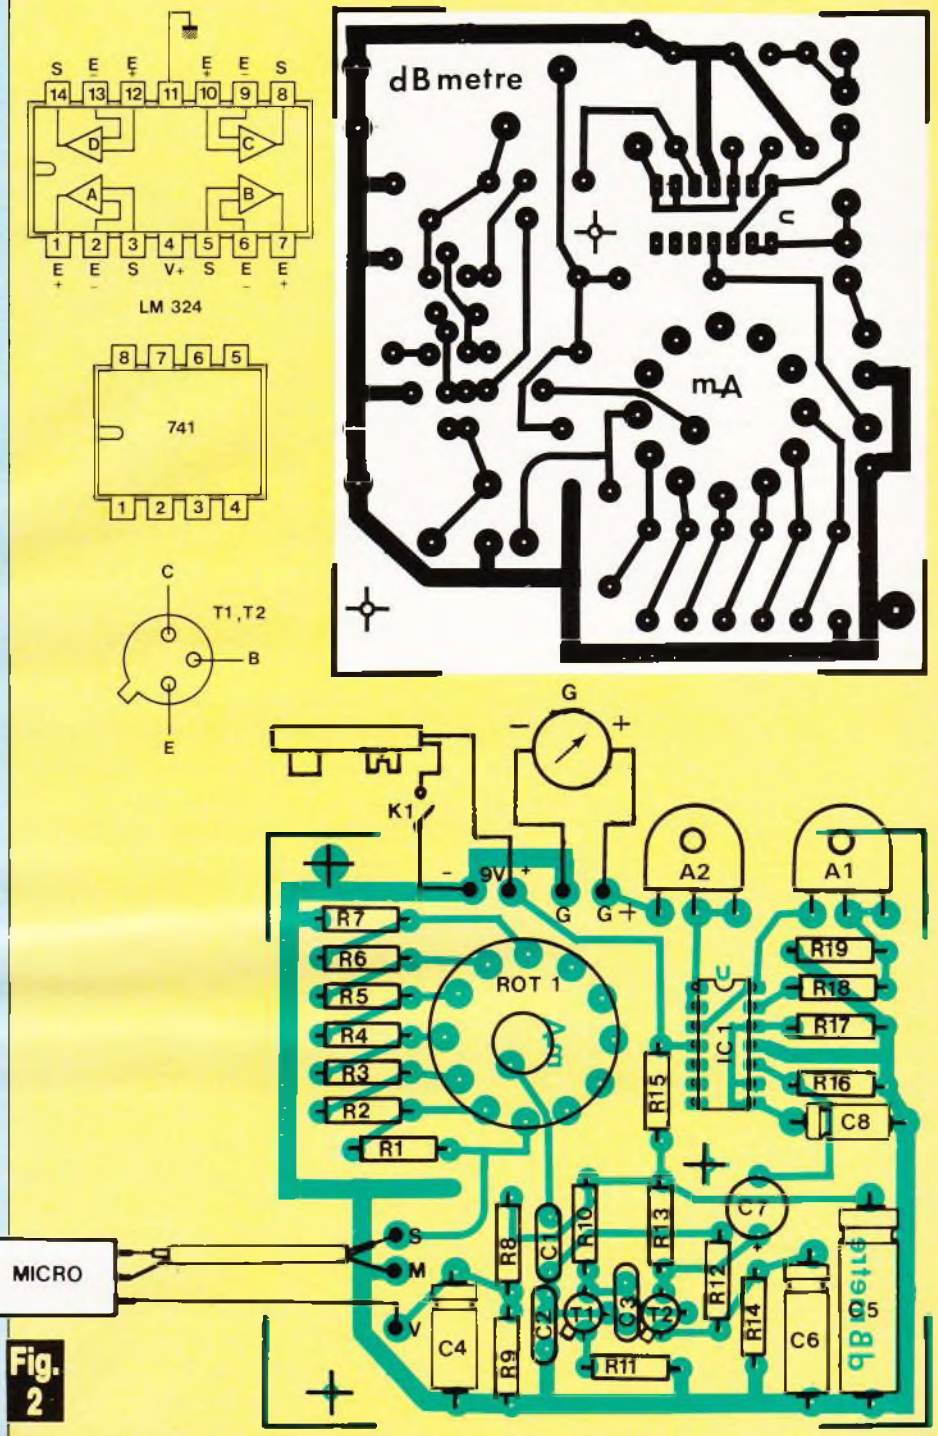 S E E E E S
- + + -
14 13 12 11 10 9 8
D C
A B
1 2 3 4 5 6 7
E E S V+ S E E
+ - - +
LM 324
8 7 6 5
741
1 2 3 4
C
T1,T2
B
E
dB metre
U
mA
G
- +
K1
- 9V +
G G+
A2 A1
R7
R6
R5
R4
R3
R2
R1
ROT 1
mA
U
IC1
R15
R19
R18
R17
R16
C8
S
M
V
MICRO
R8
C1
R10
R13
C7
+
R12
C4
R9
C2
T1
C3
T2
R11
R14
C6
C5
dB metre
Fig.
2